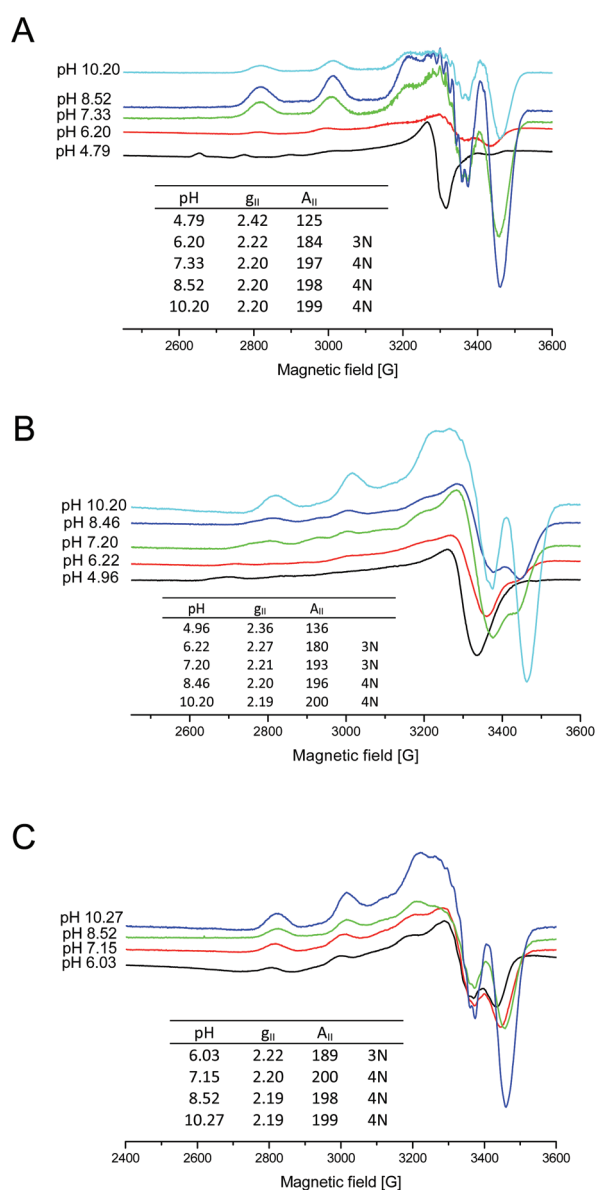 A
pH 10.20
pH 8.52
pH 7.33
pH 6.20
pH 4.79
pH gII AII
4.79 2.42 125
6.20 2.22 184 3N
7.33 2.20 197 4N
8.52 2.20 198 4N
10.20 2.20 199 4N
2600 2800 3000 3200 3400 3600
Magnetic field [G]
B
pH 10.20
pH 8.46
pH 7.20
pH 6.22
pH 4.96
pH gII AII
4.96 2.36 136
6.22 2.27 180 3N
7.20 2.21 193 3N
8.46 2.20 196 4N
10.20 2.19 200 4N
2600 2800 3000 3200 3400 3600
Magnetic field [G]
C
pH 10.27
pH 8.52
pH 7.15
pH 6.03
pH gII AII
6.03 2.22 189 3N
7.15 2.20 200 4N
8.52 2.19 198 4N
10.27 2.19 199 4N
2400 2600 2800 3000 3200 3400 3600
Magnetic field [G]